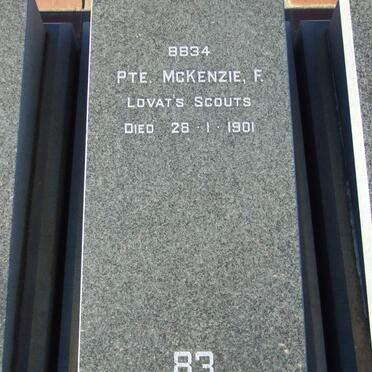 8834
PTE. MCKENZIE, F.
LOVAT'S SCOUTS
DIED 28 · 1 · 1901
83